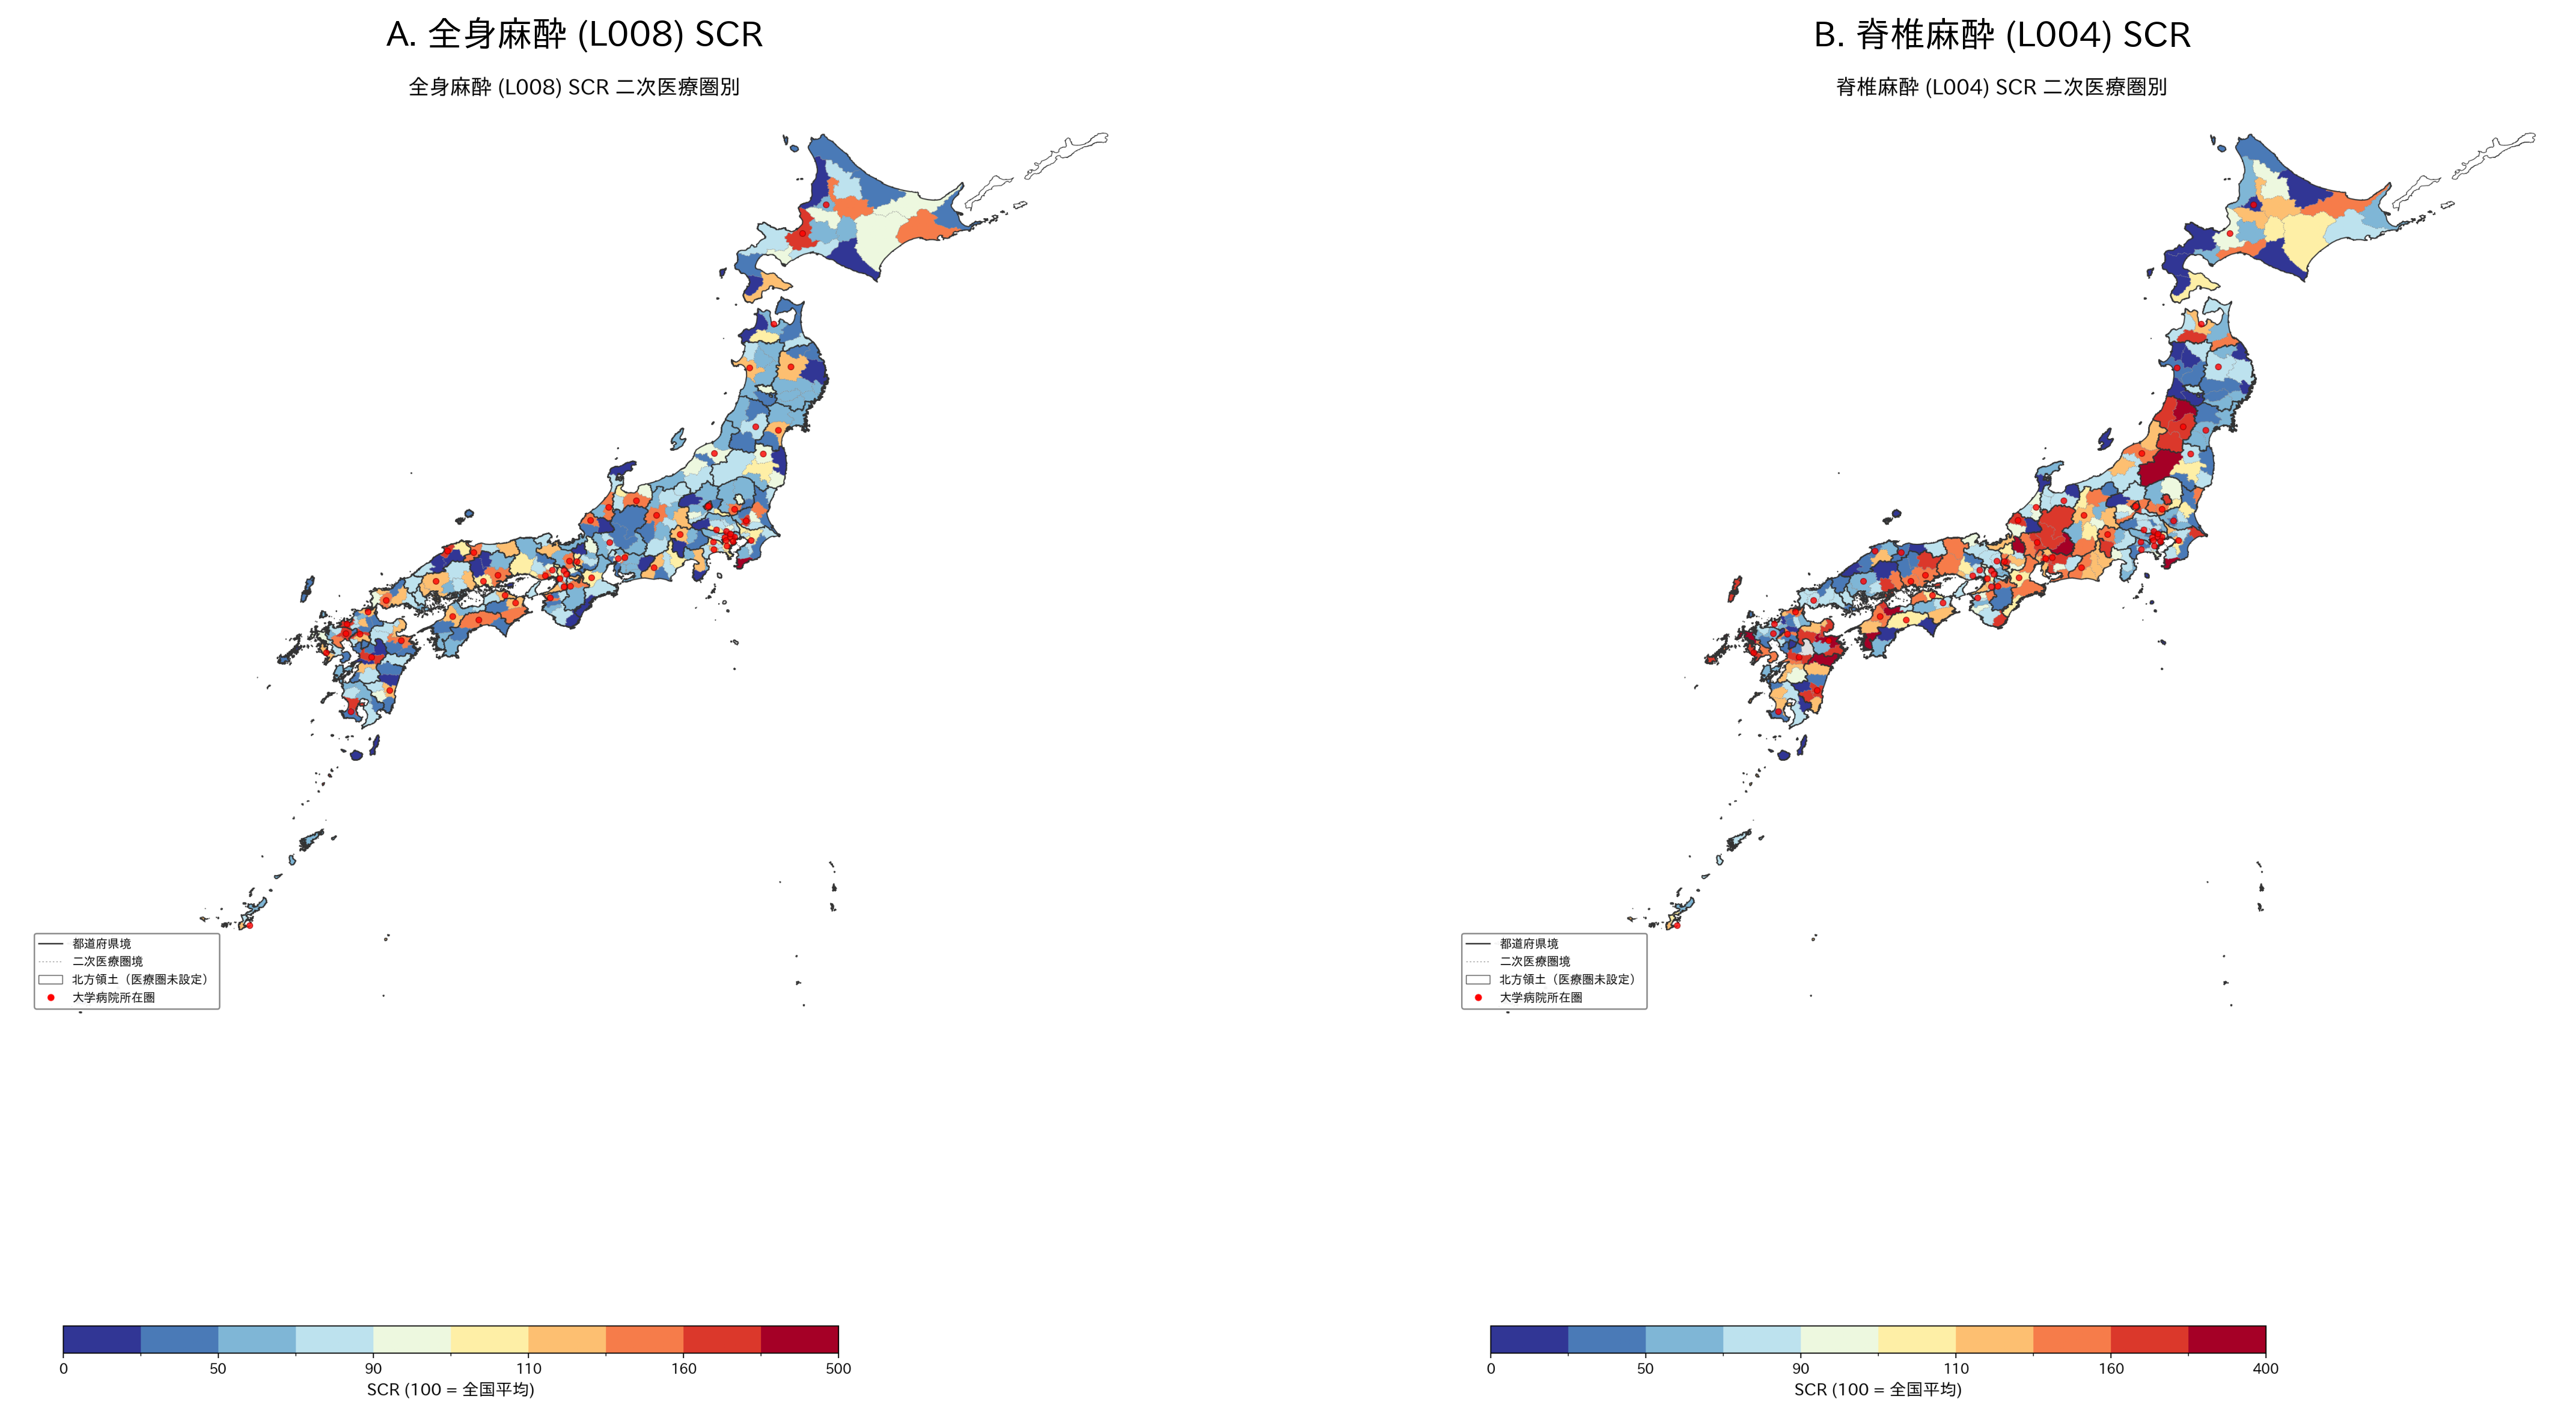 A. 全身麻酔 (L008) SCR
全身麻酔 (L008) SCR 二次医療圏別
都道府県境
二次医療圏境
北方領土（医療圏未設定）
大学病院所在圏
0 50 90 110 160 500
SCR (100 = 全国平均)
B. 脊椎麻酔 (L004) SCR
脊椎麻酔 (L004) SCR 二次医療圏別
都道府県境
二次医療圏境
北方領土（医療圏未設定）
大学病院所在圏
0 50 90 110 160 400
SCR (100 = 全国平均)